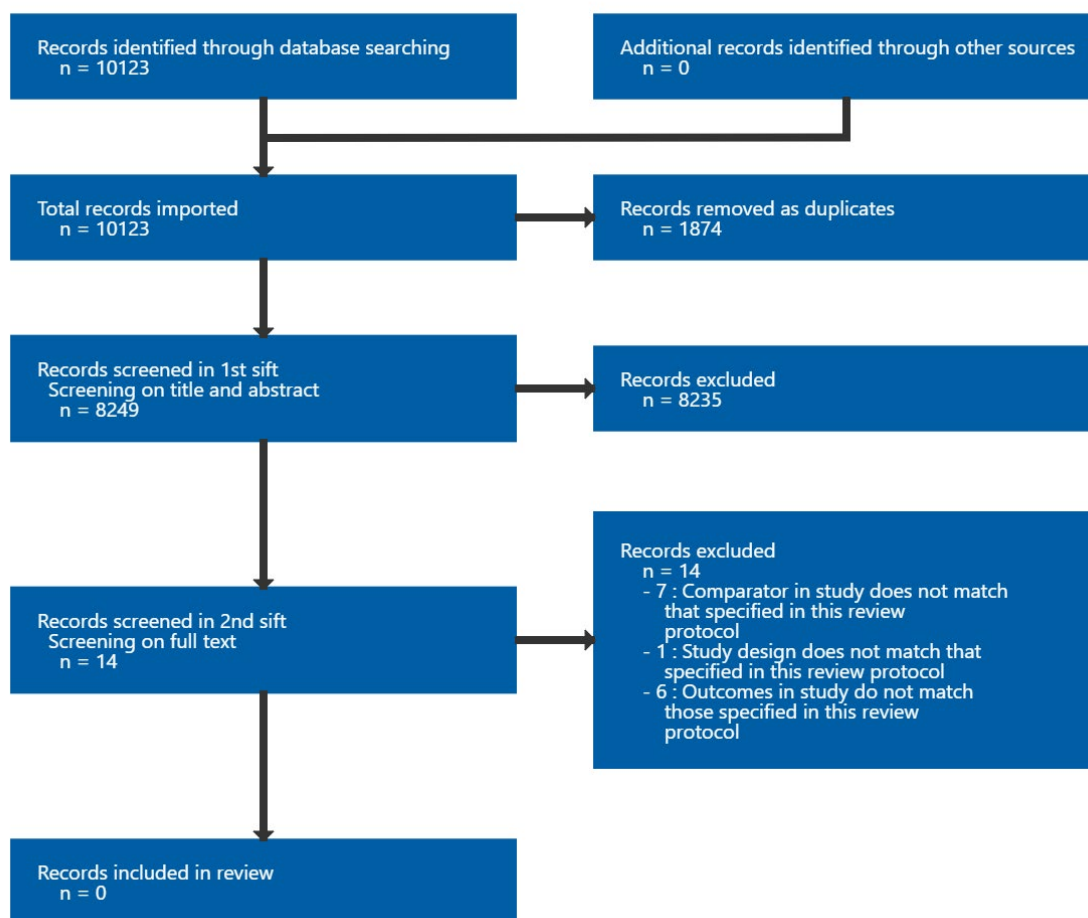 Records identified through database searching
n = 10123
Additional records identified through other sources
n = 0
Total records imported
n = 10123
Records removed as duplicates
n = 1874
Records screened in 1st sift
Screening on title and abstract
n = 8249
Records excluded
n = 8235
Records screened in 2nd sift
Screening on full text
n = 14
Records excluded
n = 14
- 7 : Comparator in study does not match
that specified in this review
protocol
- 1 : Study design does not match that
specified in this review protocol
- 6 : Outcomes in study do not match
those specified in this review
protocol
Records included in review
n = 0